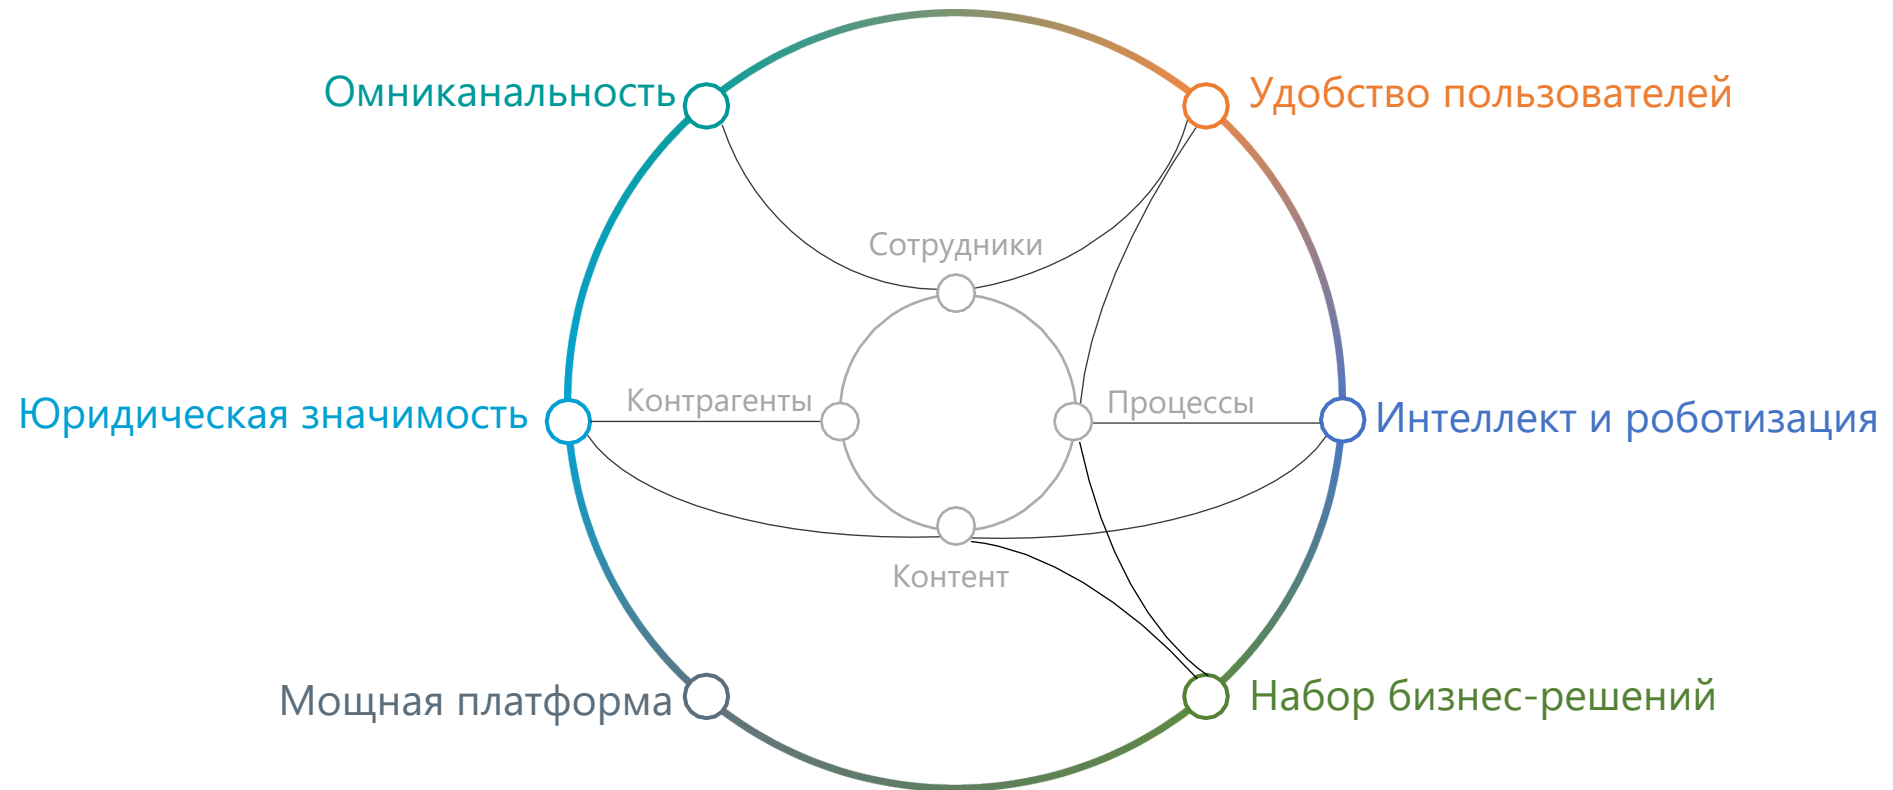 Омниканальность
Удобство пользователей
Сотрудники
Юридическая значимость
Контрагенты
Процессы
Интеллект и роботизация
Контент
Мощная платформа
Набор бизнес-решений